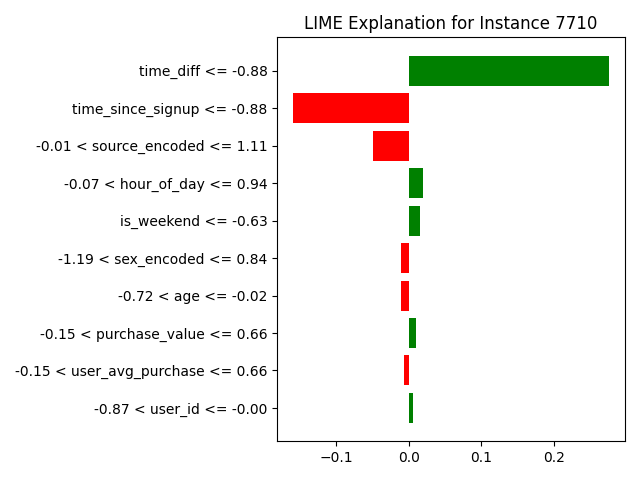 LIME Explanation for Instance 7710
time_diff <= -0.88
time_since_signup <= -0.88
-0.01 < source_encoded <= 1.11
-0.07 < hour_of_day <= 0.94
is_weekend <= -0.63
-1.19 < sex_encoded <= 0.84
-0.72 < age <= -0.02
-0.15 < purchase_value <= 0.66
-0.15 < user_avg_purchase <= 0.66
-0.87 < user_id <= -0.00
−0.1 0.0 0.1 0.2